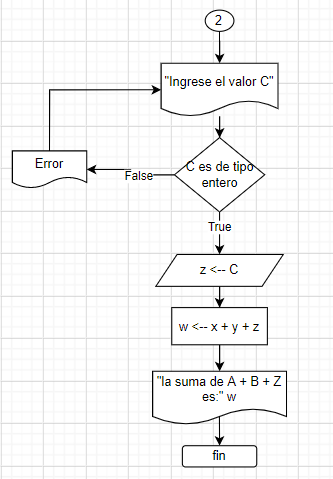 2
"Ingrese el valor C"
Error
C es de tipo
entero
False
True
z <-- C
w <-- x + y + z
"la suma de A + B + Z
es:" w
fin